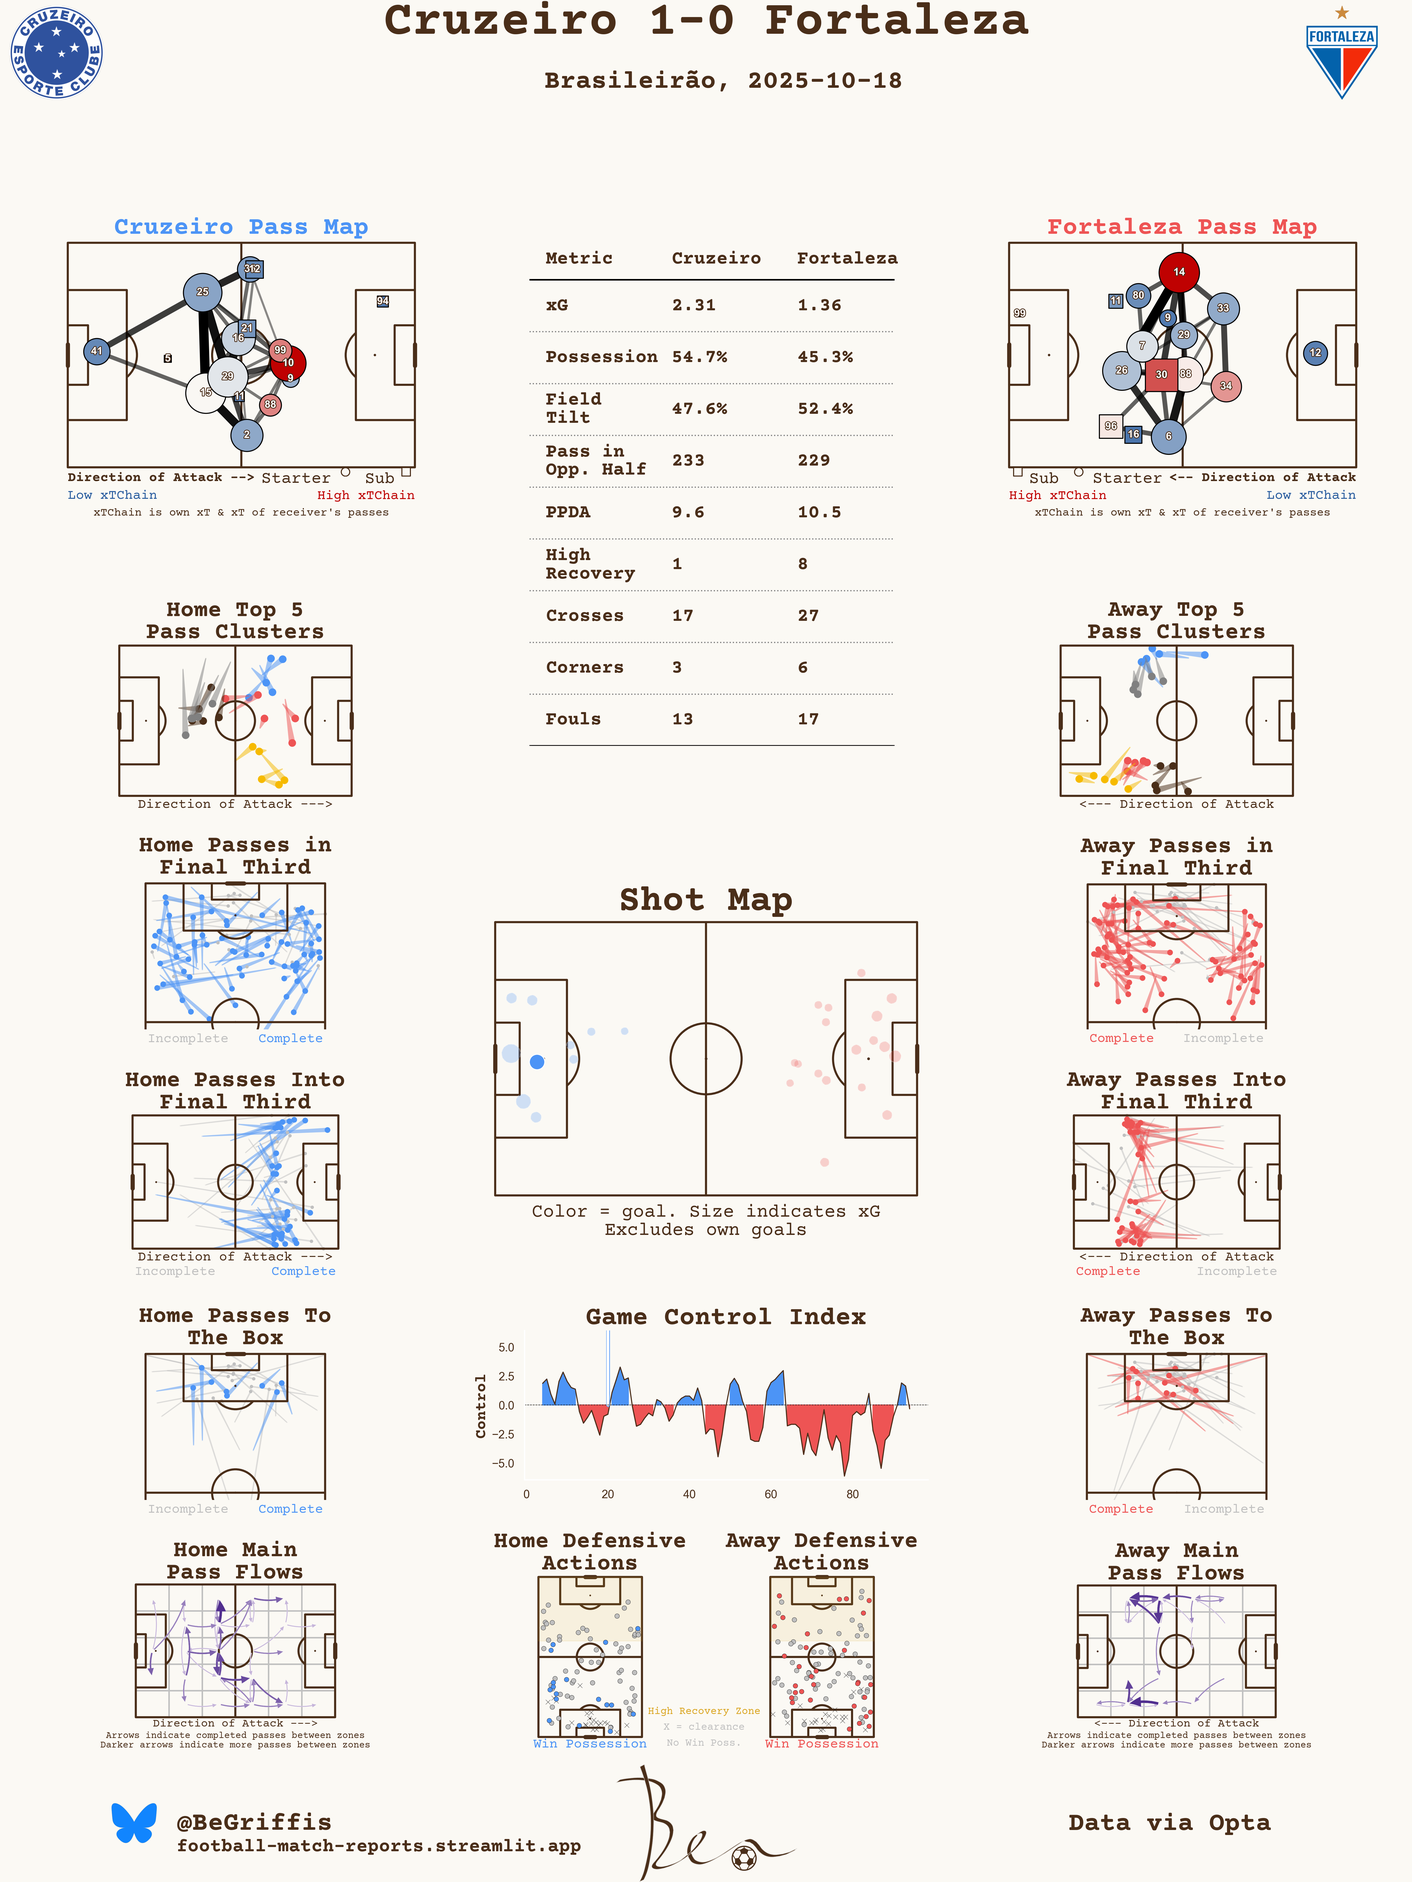 Cruzeiro 1-0 Fortaleza
Brasileirão, 2025-10-18
CRUZEIRO
ESPORTE CLUBE
FORTALEZA
Cruzeiro Pass Map
41
25
12
94
6
21
16
99
10
9
29
15
11
88
2
Direction of Attack --> Starter Sub
Low xTChain High xTChain
xTChain is own xT & xT of receiver's passes
Metric Cruzeiro Fortaleza
xG 2.31 1.36
Possession 54.7% 45.3%
Field Tilt 47.6% 52.4%
Pass in Opp. Half 233 229
PPDA 9.6 10.5
High Recovery 1 8
Crosses 17 27
Corners 3 6
Fouls 13 17
Fortaleza Pass Map
14
80
11
99
9
33
7
29
12
26
30
88
34
96
16
6
Sub Starter <-- Direction of Attack
High xTChain Low xTChain
xTChain is own xT & xT of receiver's passes
Home Top 5
Pass Clusters
Direction of Attack --->
Away Top 5
Pass Clusters
<--- Direction of Attack
Home Passes in
Final Third
Incomplete Complete
Away Passes in
Final Third
Complete Incomplete
Shot Map
Color = goal. Size indicates xG
Excludes own goals
Home Passes Into
Final Third
Direction of Attack --->
Incomplete Complete
Away Passes Into
Final Third
<--- Direction of Attack
Complete Incomplete
Home Passes To
The Box
Incomplete Complete
Game Control Index
Control
5.0
2.5
0.0
−2.5
−5.0
0 20 40 60 80
Away Passes To
The Box
Complete Incomplete
Home Main
Pass Flows
Direction of Attack --->
Arrows indicate completed passes between zones
Darker arrows indicate more passes between zones
Home Defensive
Actions
Win Possession
High Recovery Zone
X = clearance
No Win Poss.
Away Defensive
Actions
Win Possession
Away Main
Pass Flows
<--- Direction of Attack
Arrows indicate completed passes between zones
Darker arrows indicate more passes between zones
@BeGriffis
football-match-reports.streamlit.app
Ben
Data via Opta